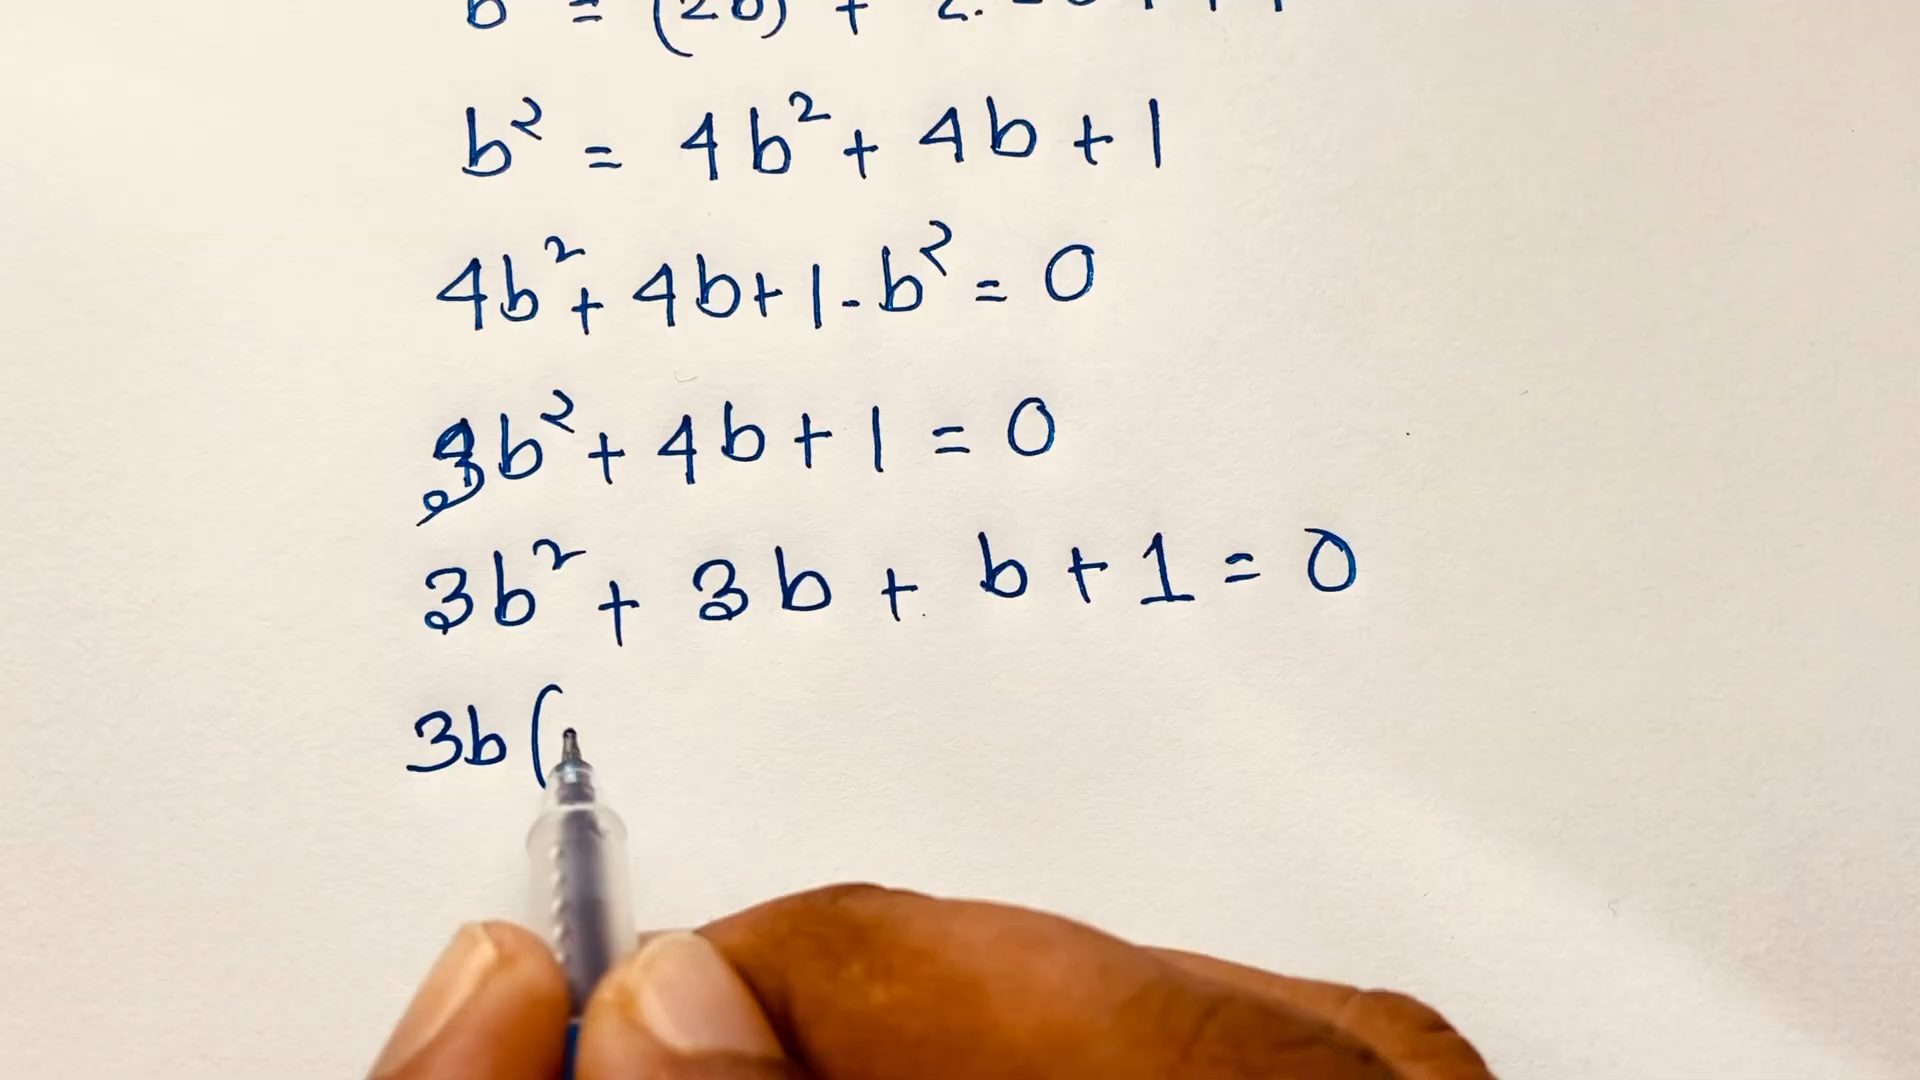 b² = 4b² + 4b + 1
4b² + 4b + 1 - b² = 0
3b² + 4b + 1 = 0
3b² + 3b + b + 1 = 0
3b (